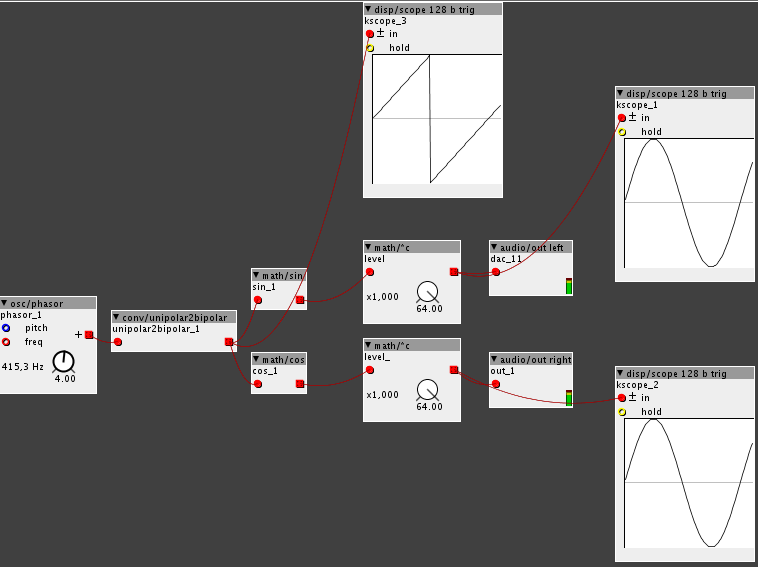 disp/scope 128 b trig
kscope_3
± in
hold
disp/scope 128 b trig
kscope_1
± in
hold
math/*c
level
x1,000
64.00
audio/out left
dac_11
math/sin
sin_1
osc/phasor
phasor_1
pitch
freq
+
415,3 Hz
4.00
conv/unipolar2bipolar
unipolar2bipolar_1
math/cos
cos_1
math/*c
level_
x1,000
64.00
audio/out right
out_1
disp/scope 128 b trig
kscope_2
± in
hold